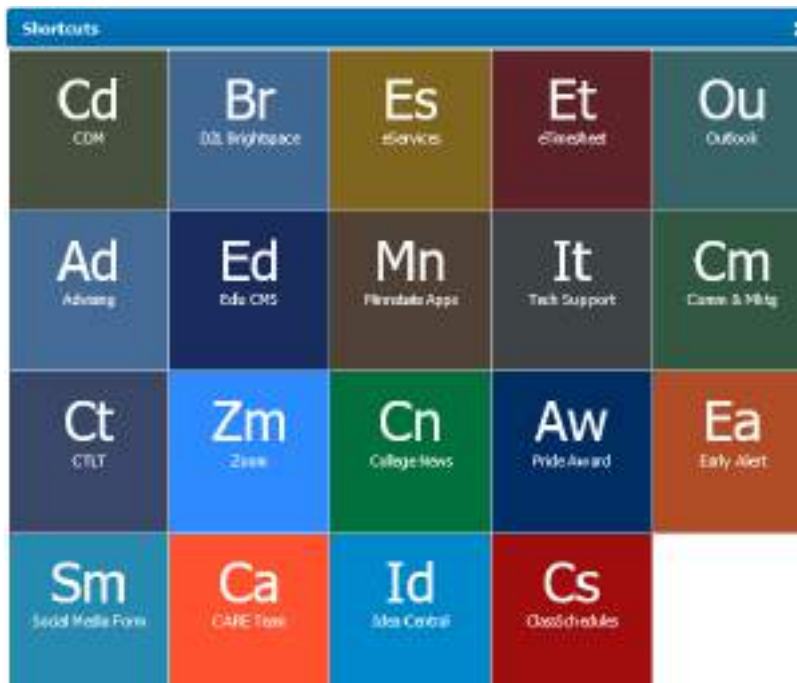 Shortcuts
Cd
CDM
Br
D2L Brightspace
Es
eServices
Et
eTimesheet
Ou
Outlook
Ad
Advising
Ed
Edu CMS
Mn
Minnstate Apps
It
Tech Support
Cm
Comm & Mktg
Ct
CTLT
Zm
Zoom
Cn
College News
Aw
Pride Award
Ea
Early Alert
Sm
Social Media Form
Ca
CARE Team
Id
Idea Central
Cs
ClassSchedules